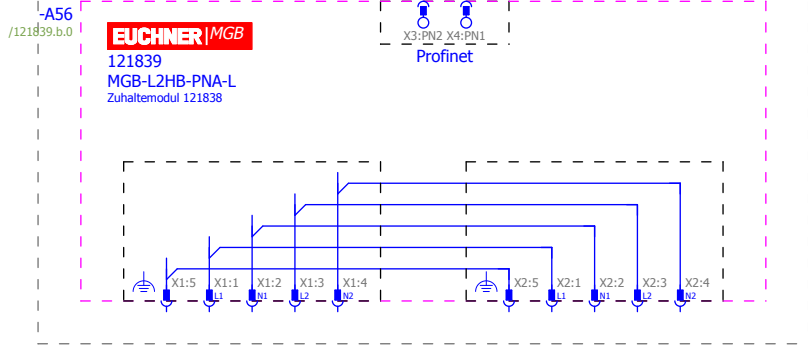 -A56
/121839.b.0
EUCHNER MGB
121839
MGB-L2HB-PNA-L
Zuhaltemodul 121838
X3:PN2 X4:PN1
Profinet
X1:5 X1:1 X1:2 X1:3 X1:4 X2:5 X2:1 X2:2 X2:3 X2:4
L1 N1 L2 N2 L1 N1 L2 N2